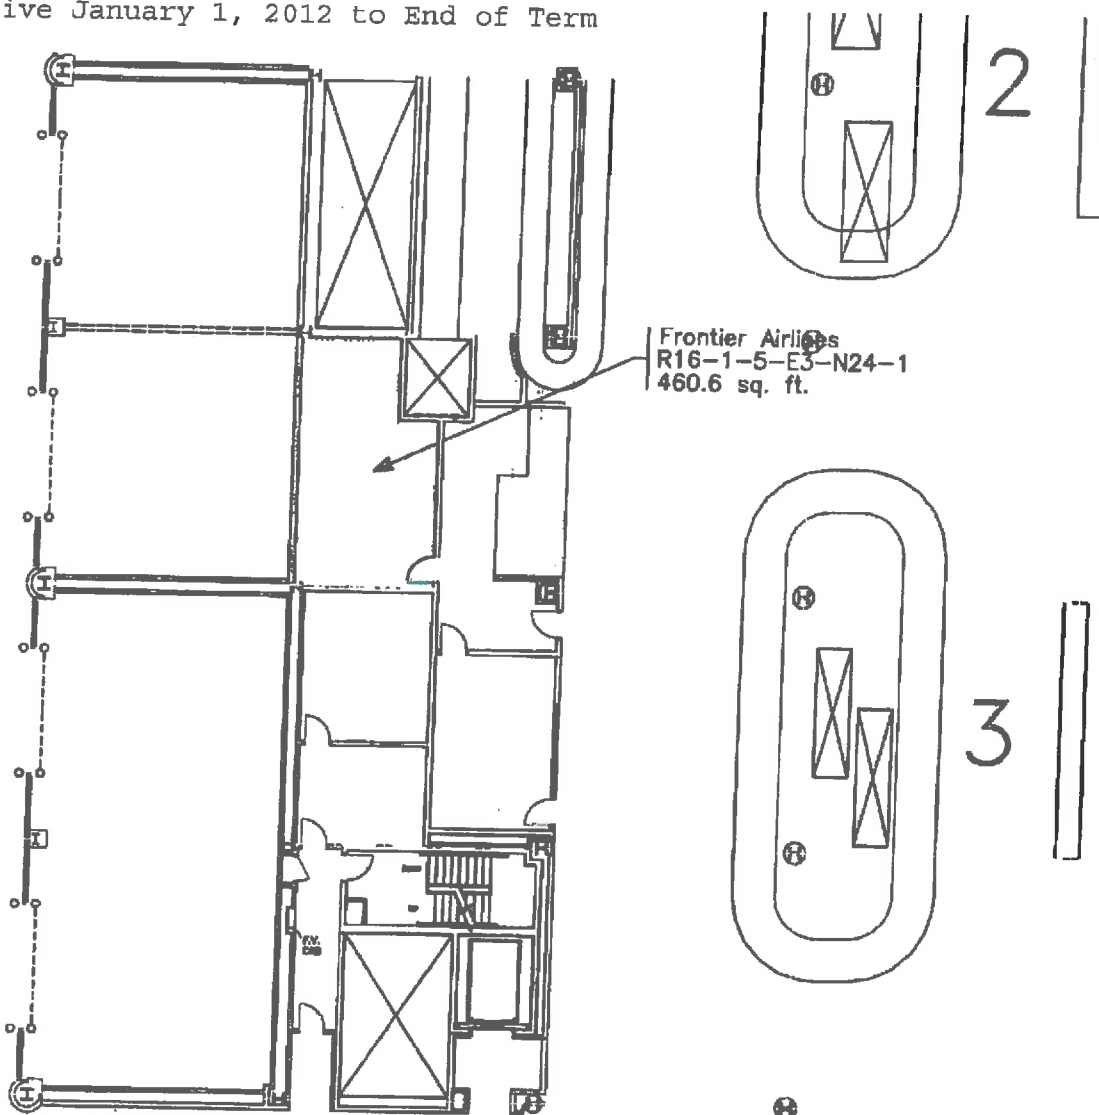 ive January 1, 2012 to End of Term
2
Frontier Airlines
R16-1-5-E3-N24-1
460.6 sq. ft.
3